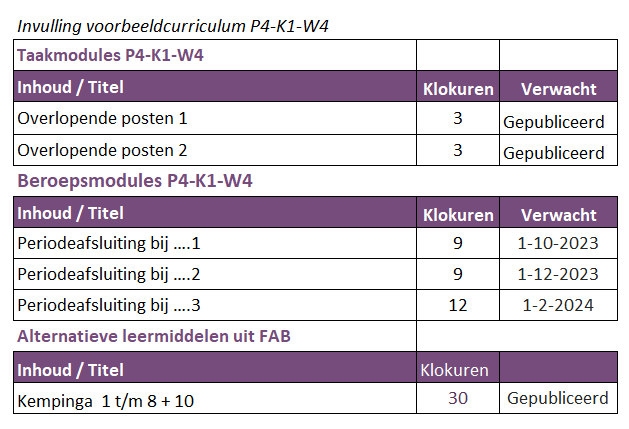 Invulling voorbeeldcurriculum P4-K1-W4
Taakmodules P4-K1-W4
Inhoud / Titel Klokuren Verwacht
Overlopende posten 1 3 Gepubliceerd
Overlopende posten 2 3 Gepubliceerd
Beroepsmodules P4-K1-W4
Inhoud / Titel Klokuren Verwacht
Periodeafsluiting bij ....1 9 1-10-2023
Periodeafsluiting bij ....2 9 1-12-2023
Periodeafsluiting bij ....3 12 1-2-2024
Alternatieve leermiddelen uit FAB
Inhoud / Titel Klokuren
Kempinga 1 t/m 8 + 10 30 Gepubliceerd